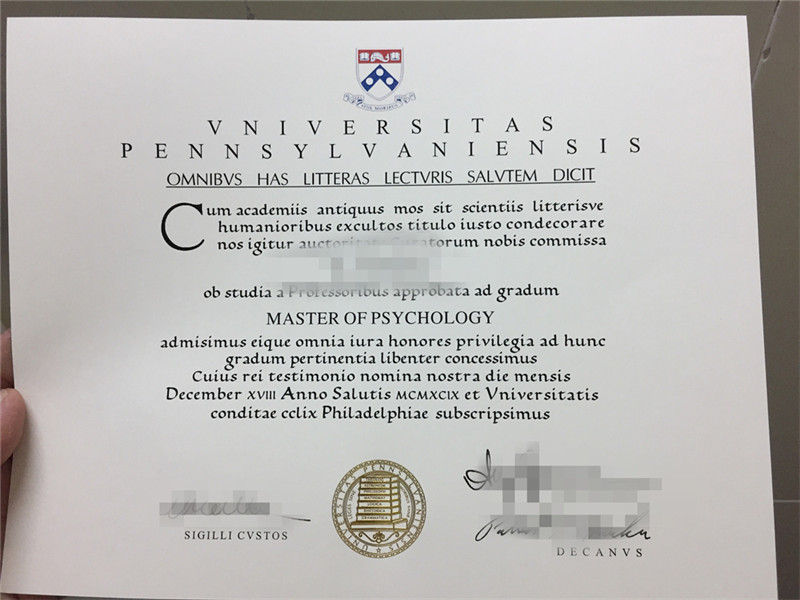 VNIVERSITAS
PENNSYLVANIENSIS
OMNIBVS HAS LITTERAS LECTVRIS SALVTEM DICIT
Cum academiis antiquus mos sit scientiis litterisve
humanioribus excultos titulo iusto condecorare
nos igitur auctoritate Curatorum nobis commissa
ob studia a Professoribus approbata ad gradum
MASTER OF PSYCHOLOGY
admisimus eique omnia iura honores privilegia ad hunc
gradum pertinentia libenter concessimus
Cuius rei testimonio nomina nostra die mensis
December XVIII Anno Salutis MCMXCIX et Vniversitatis
conditae cclix Philadelphiae subscripsimus
SIGILLI CVSTOS
DECANVS